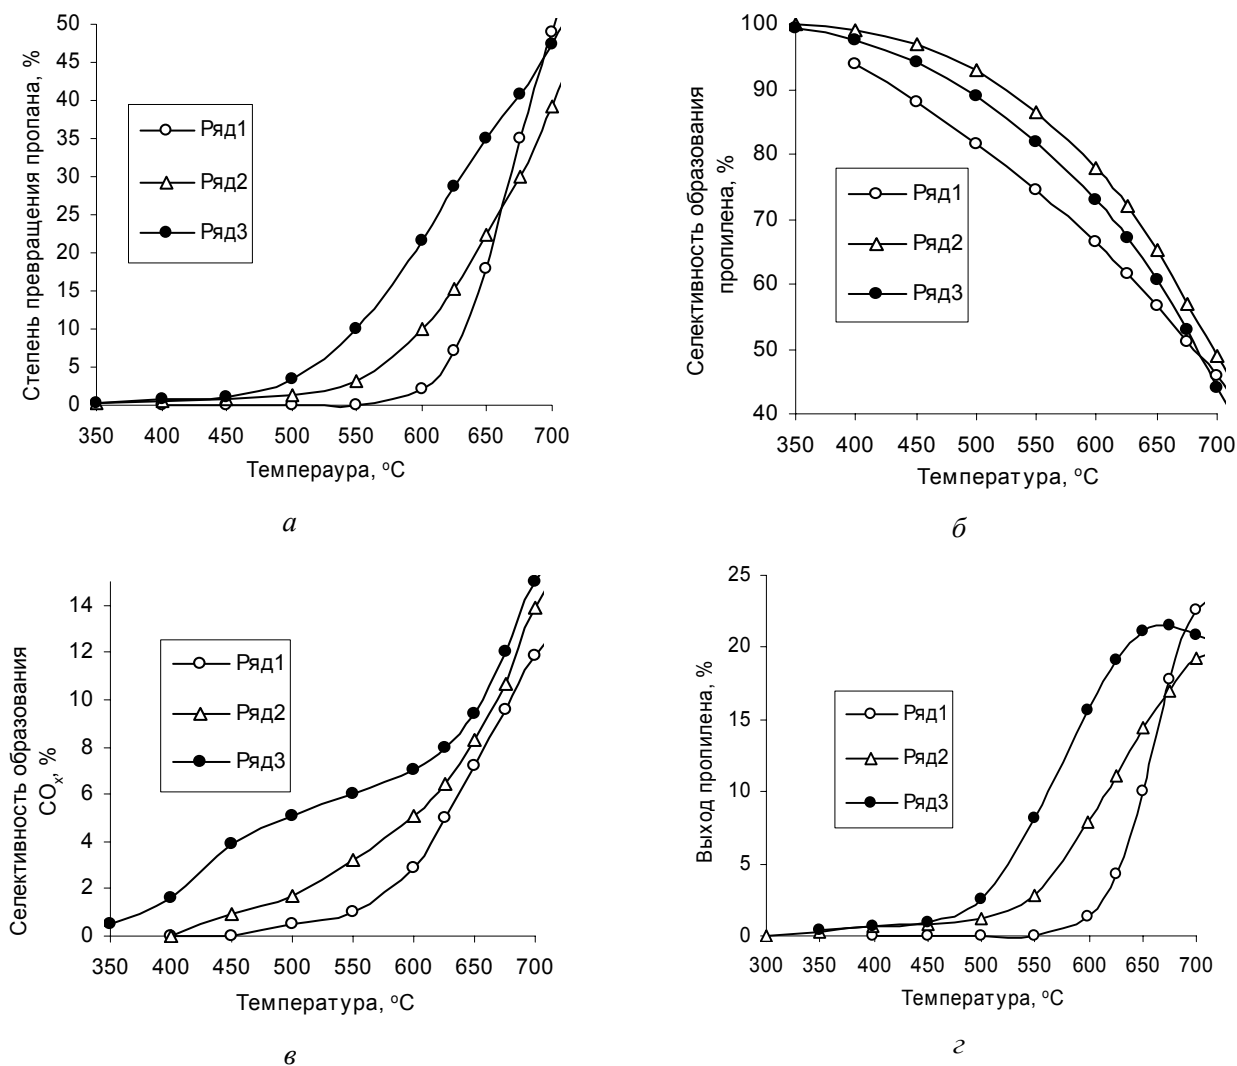 Степень превращения пропана, %
50
45
40
35
30
25
20
15
10
5
0
Ряд1
Ряд2
Ряд3
350 400 450 500 550 600 650 700
Темпераура, °С
а
Селективность образования
пропилена, %
100
90
80
70
60
50
40
Ряд1
Ряд2
Ряд3
350 400 450 500 550 600 650 700
Температура, °С
б
Селективность образования
COx, %
14
12
10
8
6
4
2
0
Ряд1
Ряд2
Ряд3
350 400 450 500 550 600 650 700
Температура, °С
в
Выход пропилена, %
25
20
15
10
5
0
Ряд1
Ряд2
Ряд3
300 350 400 450 500 550 600 650 700
Температура, °С
г